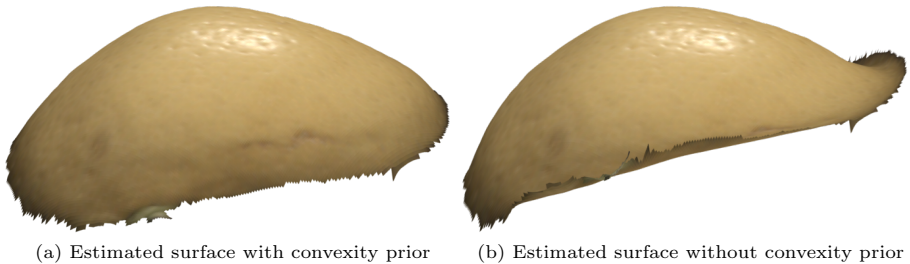 (a) Estimated surface with convexity prior
(b) Estimated surface without convexity prior